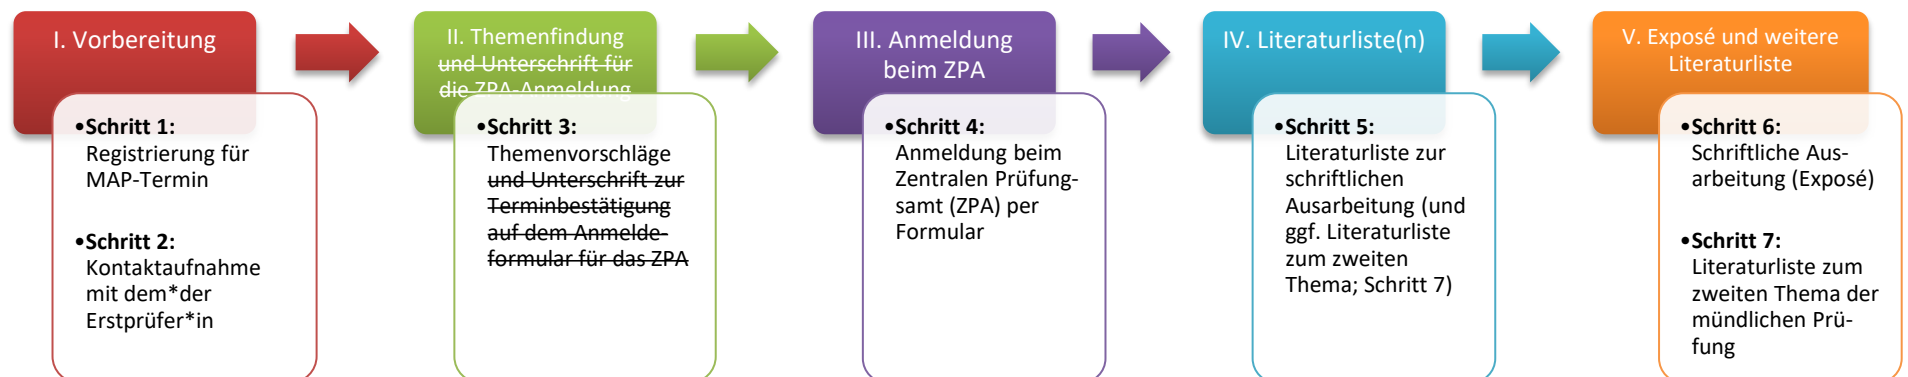 I. Vorbereitung
•Schritt 1:
Registrierung für
MAP-Termin
•Schritt 2:
Kontaktaufnahme
mit dem*der
Erstprüfer*in
II. Themenfindung
und Unterschrift für
die ZPA-Anmeldung
•Schritt 3:
Themenvorschläge
und Unterschrift zur
Terminbestätigung
auf dem Anmelde-
formular für das ZPA
III. Anmeldung
beim ZPA
•Schritt 4:
Anmeldung beim
Zentralen Prüfung-
samt (ZPA) per
Formular
IV. Literaturliste(n)
•Schritt 5:
Literaturliste zur
schriftlichen
Ausarbeitung (und
ggf. Literaturliste
zum zweiten
Thema; Schritt 7)
V. Exposé und weitere
Literaturliste
•Schritt 6:
Schriftliche Aus-
arbeitung (Exposé)
•Schritt 7:
Literaturliste zum
zweiten Thema der
mündlichen Prü-
fung